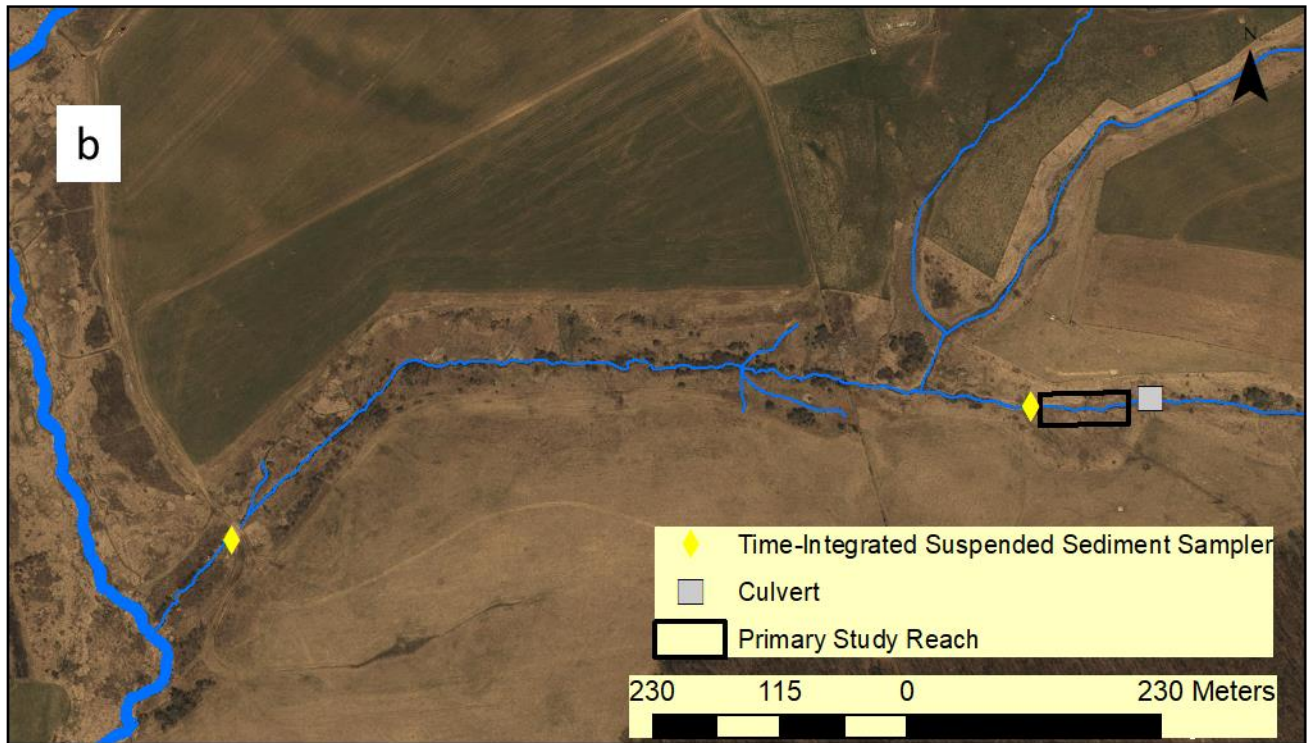 N
b
Time-Integrated Suspended Sediment Sampler
Culvert
Primary Study Reach
230 115 0 230 Meters